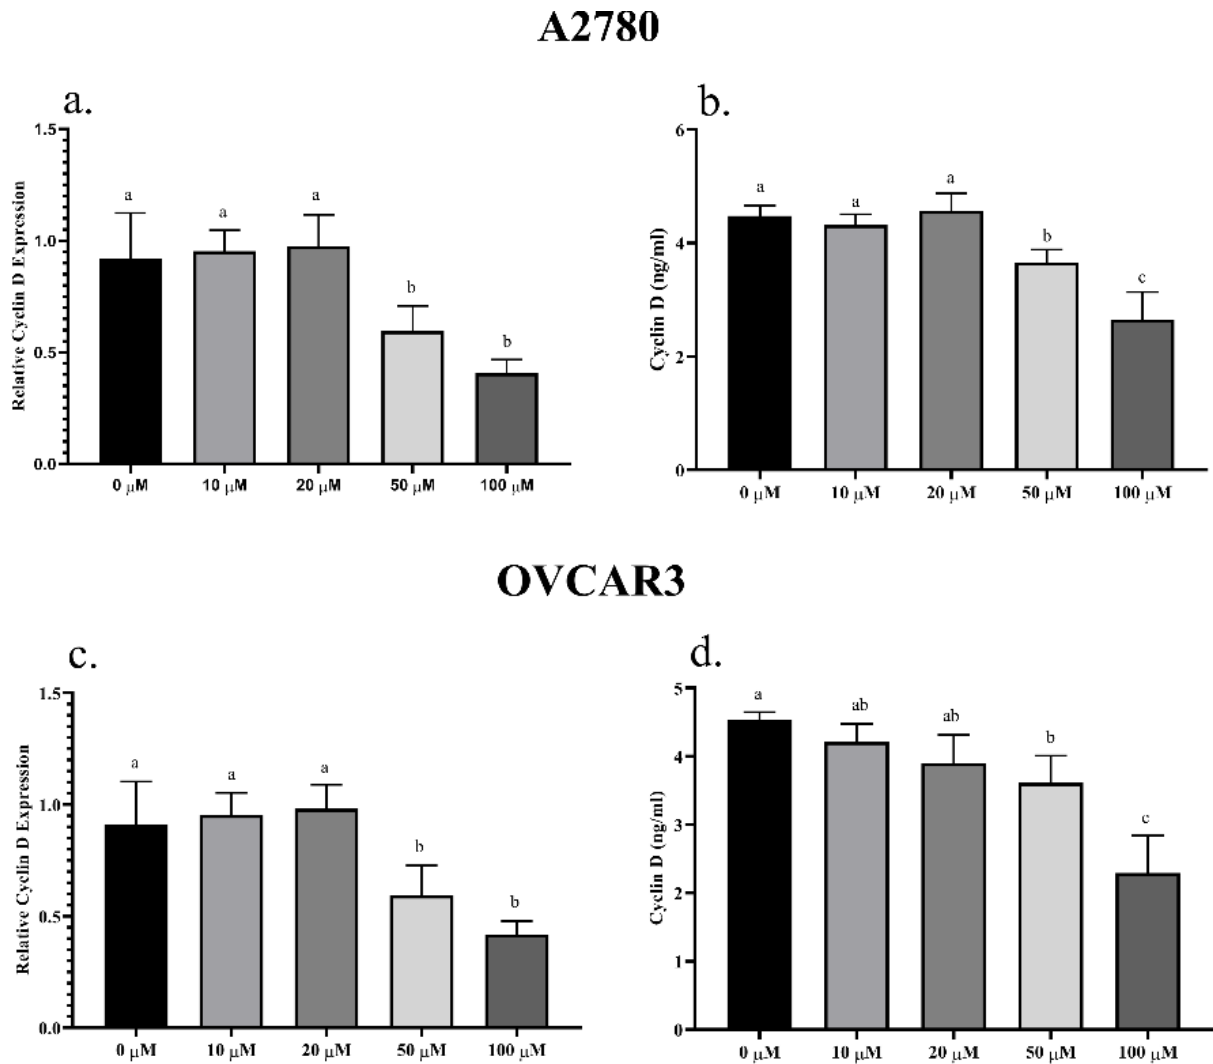 A2780
a.
Relative Cyclin D Expression
1.5
1.0
0.5
0.0
a
a
a
b
b
0 μM 10 μM 20 μM 50 μM 100 μM
b.
Cyclin D (ng/ml)
6
4
2
0
a
a
a
b
c
0 μM 10 μM 20 μM 50 μM 100 μM
OVCAR3
c.
Relative Cyclin D Expression
1.5
1.0
0.5
0.0
a
a
a
b
b
0 μM 10 μM 20 μM 50 μM 100 μM
d.
Cyclin D (ng/ml)
5
4
3
2
1
0
a
ab
ab
b
c
0 μM 10 μM 20 μM 50 μM 100 μM